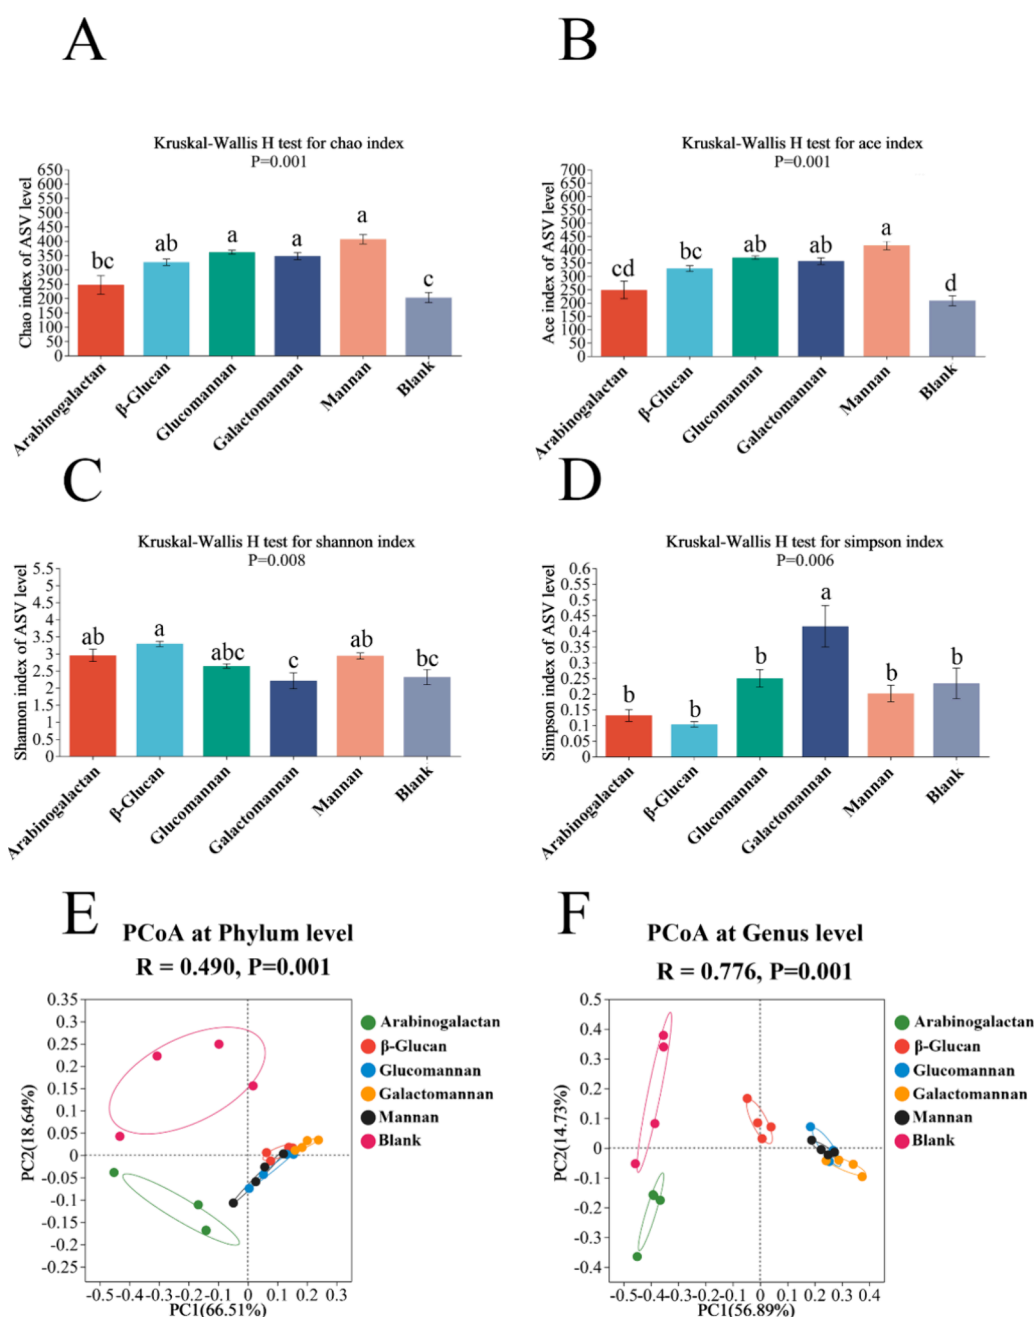 A
Kruskal-Wallis H test for chao index
P=0.001
Chao index of ASV level
650
600
550
500
450
400
350
300
250
200
150
100
50
0
bc
ab
a
a
a
c
Arabinogalactan
β-Glucan
Glucomannan
Galactomannan
Mannan
Blank
B
Kruskal-Wallis H test for ace index
P=0.001
Ace index of ASV level
700
650
600
550
500
450
400
350
300
250
200
150
100
50
0
cd
bc
ab
ab
a
d
Arabinogalactan
β-Glucan
Glucomannan
Galactomannan
Mannan
Blank
C
Kruskal-Wallis H test for shannon index
P=0.008
Shannon index of ASV level
5.5
5
4.5
4
3.5
3
2.5
2
1.5
1
0.5
0
ab
a
abc
c
ab
bc
Arabinogalactan
β-Glucan
Glucomannan
Galactomannan
Mannan
Blank
D
Kruskal-Wallis H test for simpson index
P=0.006
Simpson index of ASV level
0.6
0.55
0.5
0.45
0.4
0.35
0.3
0.25
0.2
0.15
0.1
0.05
0
b
b
b
a
b
b
Arabinogalactan
β-Glucan
Glucomannan
Galactomannan
Mannan
Blank
E
PCoA at Phylum level
R = 0.490, P=0.001
PC2(18.64%)
0.35
0.3
0.25
0.2
0.15
0.1
0.05
0
-0.05
-0.1
-0.15
-0.2
-0.25
-0.5 -0.4 -0.3 -0.2 -0.1 0 0.1 0.2 0.3
PC1(66.51%)
Arabinogalactan
β-Glucan
Glucomannan
Galactomannan
Mannan
Blank
F
PCoA at Genus level
R = 0.776, P=0.001
PC2(14.73%)
0.5
0.4
0.3
0.2
0.1
0
-0.1
-0.2
-0.3
-0.4
-0.5 -0.4 -0.3 -0.2 -0.1 0 0.1 0.2 0.3 0.4
PC1(56.89%)
Arabinogalactan
β-Glucan
Glucomannan
Galactomannan
Mannan
Blank